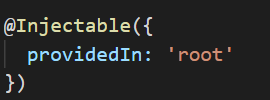 @Injectable({
  providedIn: 'root'
})